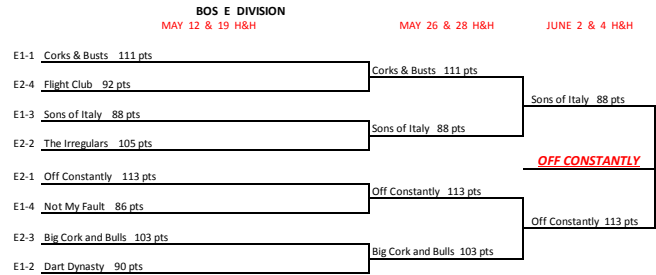 BOS E DIVISION
MAY 12 & 19 H&H
MAY 26 & 28 H&H
JUNE 2 & 4 H&H
E1-1 Corks & Busts 111 pts
Corks & Busts 111 pts
E2-4 Flight Club 92 pts
Sons of Italy 88 pts
E1-3 Sons of Italy 88 pts
Sons of Italy 88 pts
E2-2 The Irregulars 105 pts
OFF CONSTANTLY
E2-1 Off Constantly 113 pts
Off Constantly 113 pts
E1-4 Not My Fault 86 pts
Off Constantly 113 pts
E2-3 Big Cork and Bulls 103 pts
Big Cork and Bulls 103 pts
E1-2 Dart Dynasty 90 pts